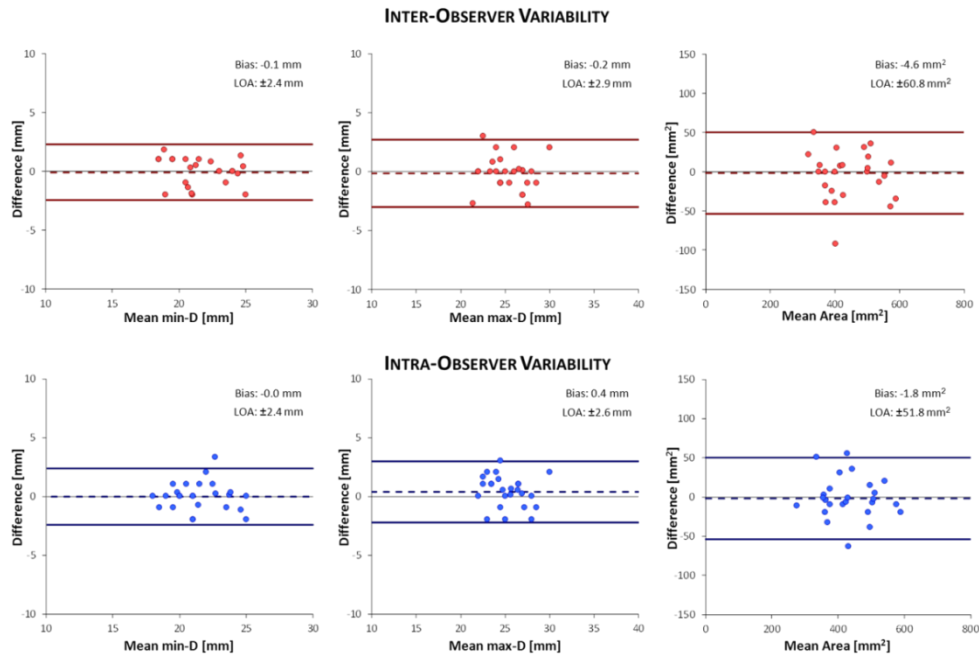 INTER-OBSERVER VARIABILITY
10
5
0
-5
-10
Difference [mm]
Bias: -0.1 mm
LOA: ±2.4 mm
10
15
20
25
30
Mean min-D [mm]
10
5
0
-5
-10
Difference [mm]
Bias: -0.2 mm
LOA: ±2.9 mm
10
15
20
25
30
35
40
Mean max-D [mm]
150
100
50
0
-50
-100
-150
Difference [mm²]
Bias: -4.6 mm²
LOA: ±60.8 mm²
0
200
400
600
800
Mean Area [mm²]
INTRA-OBSERVER VARIABILITY
10
5
0
-5
-10
Difference [mm]
Bias: -0.0 mm
LOA: ±2.4 mm
10
15
20
25
30
Mean min-D [mm]
10
5
0
-5
-10
Difference [mm]
Bias: 0.4 mm
LOA: ±2.6 mm
10
15
20
25
30
35
40
Mean max-D [mm]
150
100
50
0
-50
-100
-150
Difference [mm²]
Bias: -1.8 mm²
LOA: ±51.8 mm²
0
200
400
600
800
Mean Area [mm²]